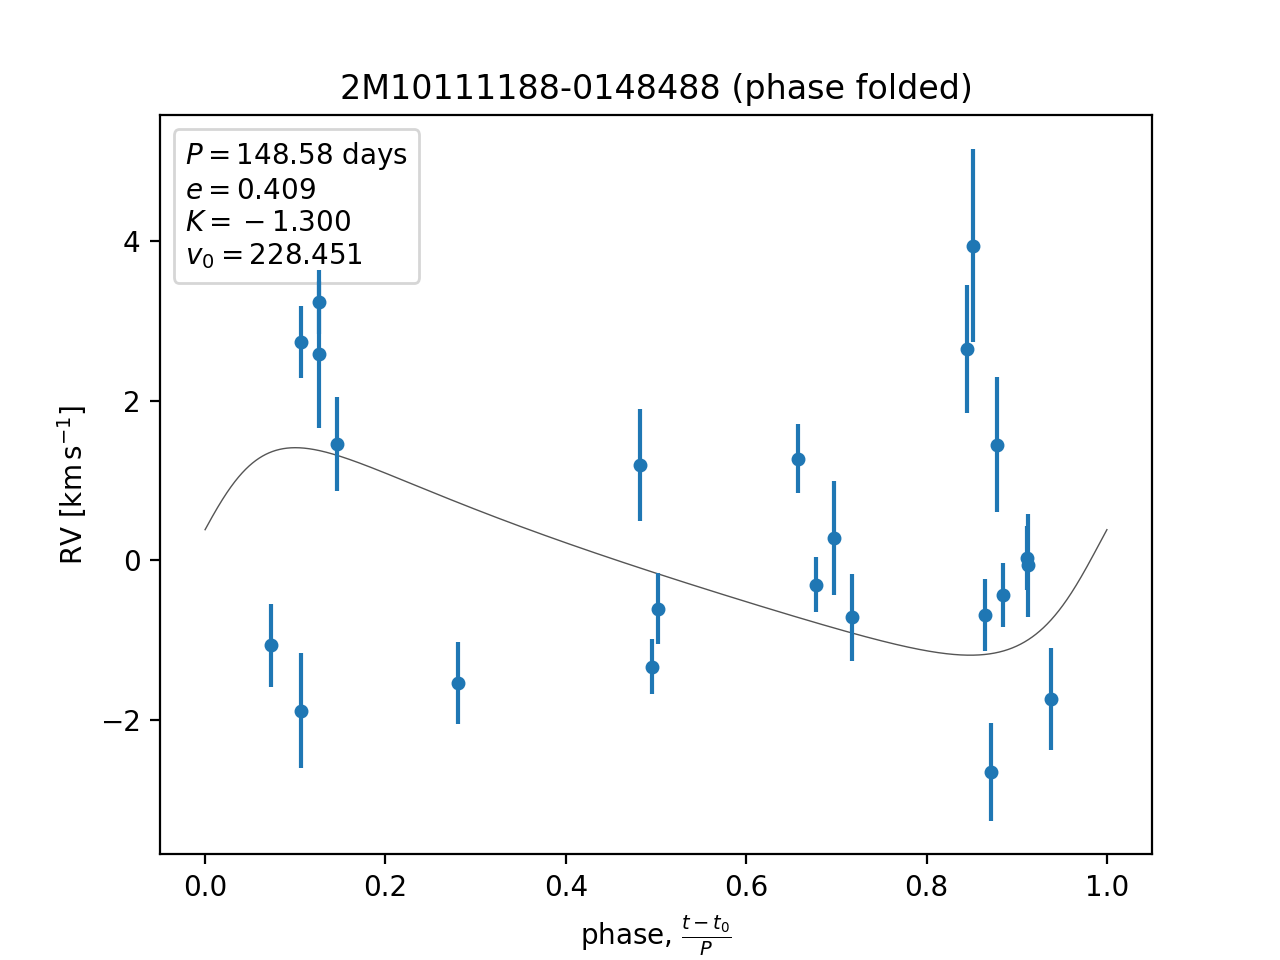 2M10111188-0148488 (phase folded)
P = 148.58 days
e = 0.409
K = −1.300
v₀ = 228.451
4
2
0
−2
RV [km s⁻¹]
0.0 0.2 0.4 0.6 0.8 1.0
phase, (t − t₀)/P